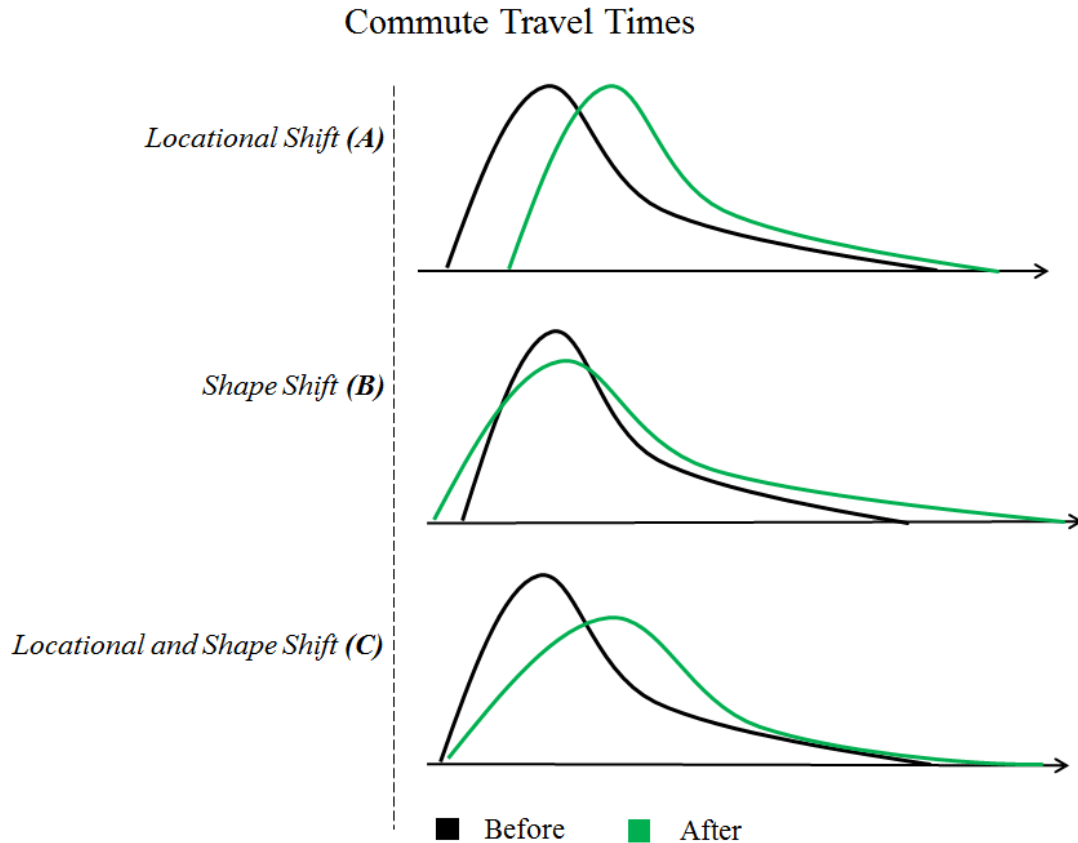 Commute Travel Times
Locational Shift (A)
Shape Shift (B)
Locational and Shape Shift (C)
Before After